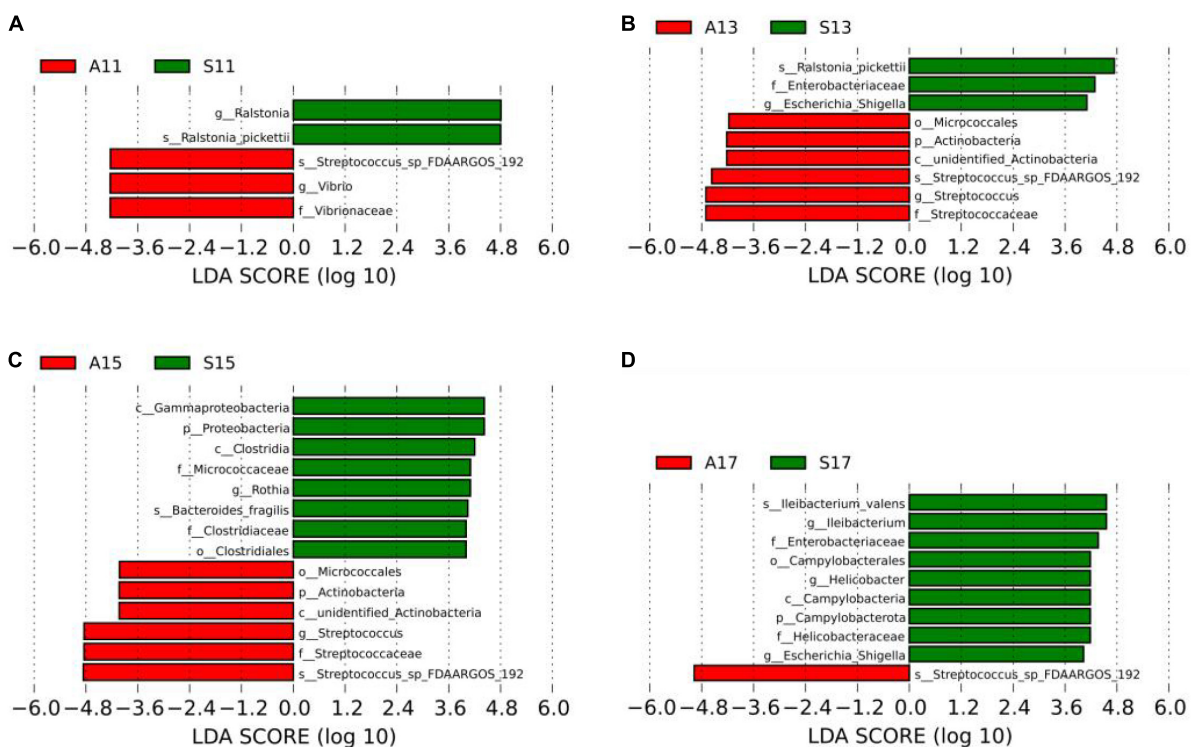 A
A11 S11
g__Ralstonia
s__Ralstonia_pickettii
s__Streptococcus_sp_FDAARGOS_192
g__Vibrio
f__Vibrionaceae
−6.0 −4.8 −3.6 −2.4 −1.2 0.0 1.2 2.4 3.6 4.8 6.0
LDA SCORE (log 10)
B
A13 S13
s__Ralstonia_pickettii
f__Enterobacteriaceae
g__Escherichia_Shigella
o__Micrococcales
p__Actinobacteria
c__unidentified_Actinobacteria
s__Streptococcus_sp_FDAARGOS_192
g__Streptococcus
f__Streptococcaceae
−6.0 −4.8 −3.6 −2.4 −1.2 0.0 1.2 2.4 3.6 4.8 6.0
LDA SCORE (log 10)
C
A15 S15
c__Gammaproteobacteria
p__Proteobacteria
c__Clostridia
f__Micrococcaceae
g__Rothia
s__Bacteroides_fragilis
f__Clostridiaceae
o__Clostridiales
o__Micrococcales
p__Actinobacteria
c__unidentified_Actinobacteria
g__Streptococcus
f__Streptococcaceae
s__Streptococcus_sp_FDAARGOS_192
−6.0 −4.8 −3.6 −2.4 −1.2 0.0 1.2 2.4 3.6 4.8 6.0
LDA SCORE (log 10)
D
A17 S17
s__Ileibacterium_valens
g__Ileibacterium
f__Enterobacteriaceae
o__Campylobacterales
g__Helicobacter
c__Campylobacteria
p__Campylobacterota
f__Helicobacteraceae
g__Escherichia_Shigella
s__Streptococcus_sp_FDAARGOS_192
−6.0 −4.8 −3.6 −2.4 −1.2 0.0 1.2 2.4 3.6 4.8 6.0
LDA SCORE (log 10)